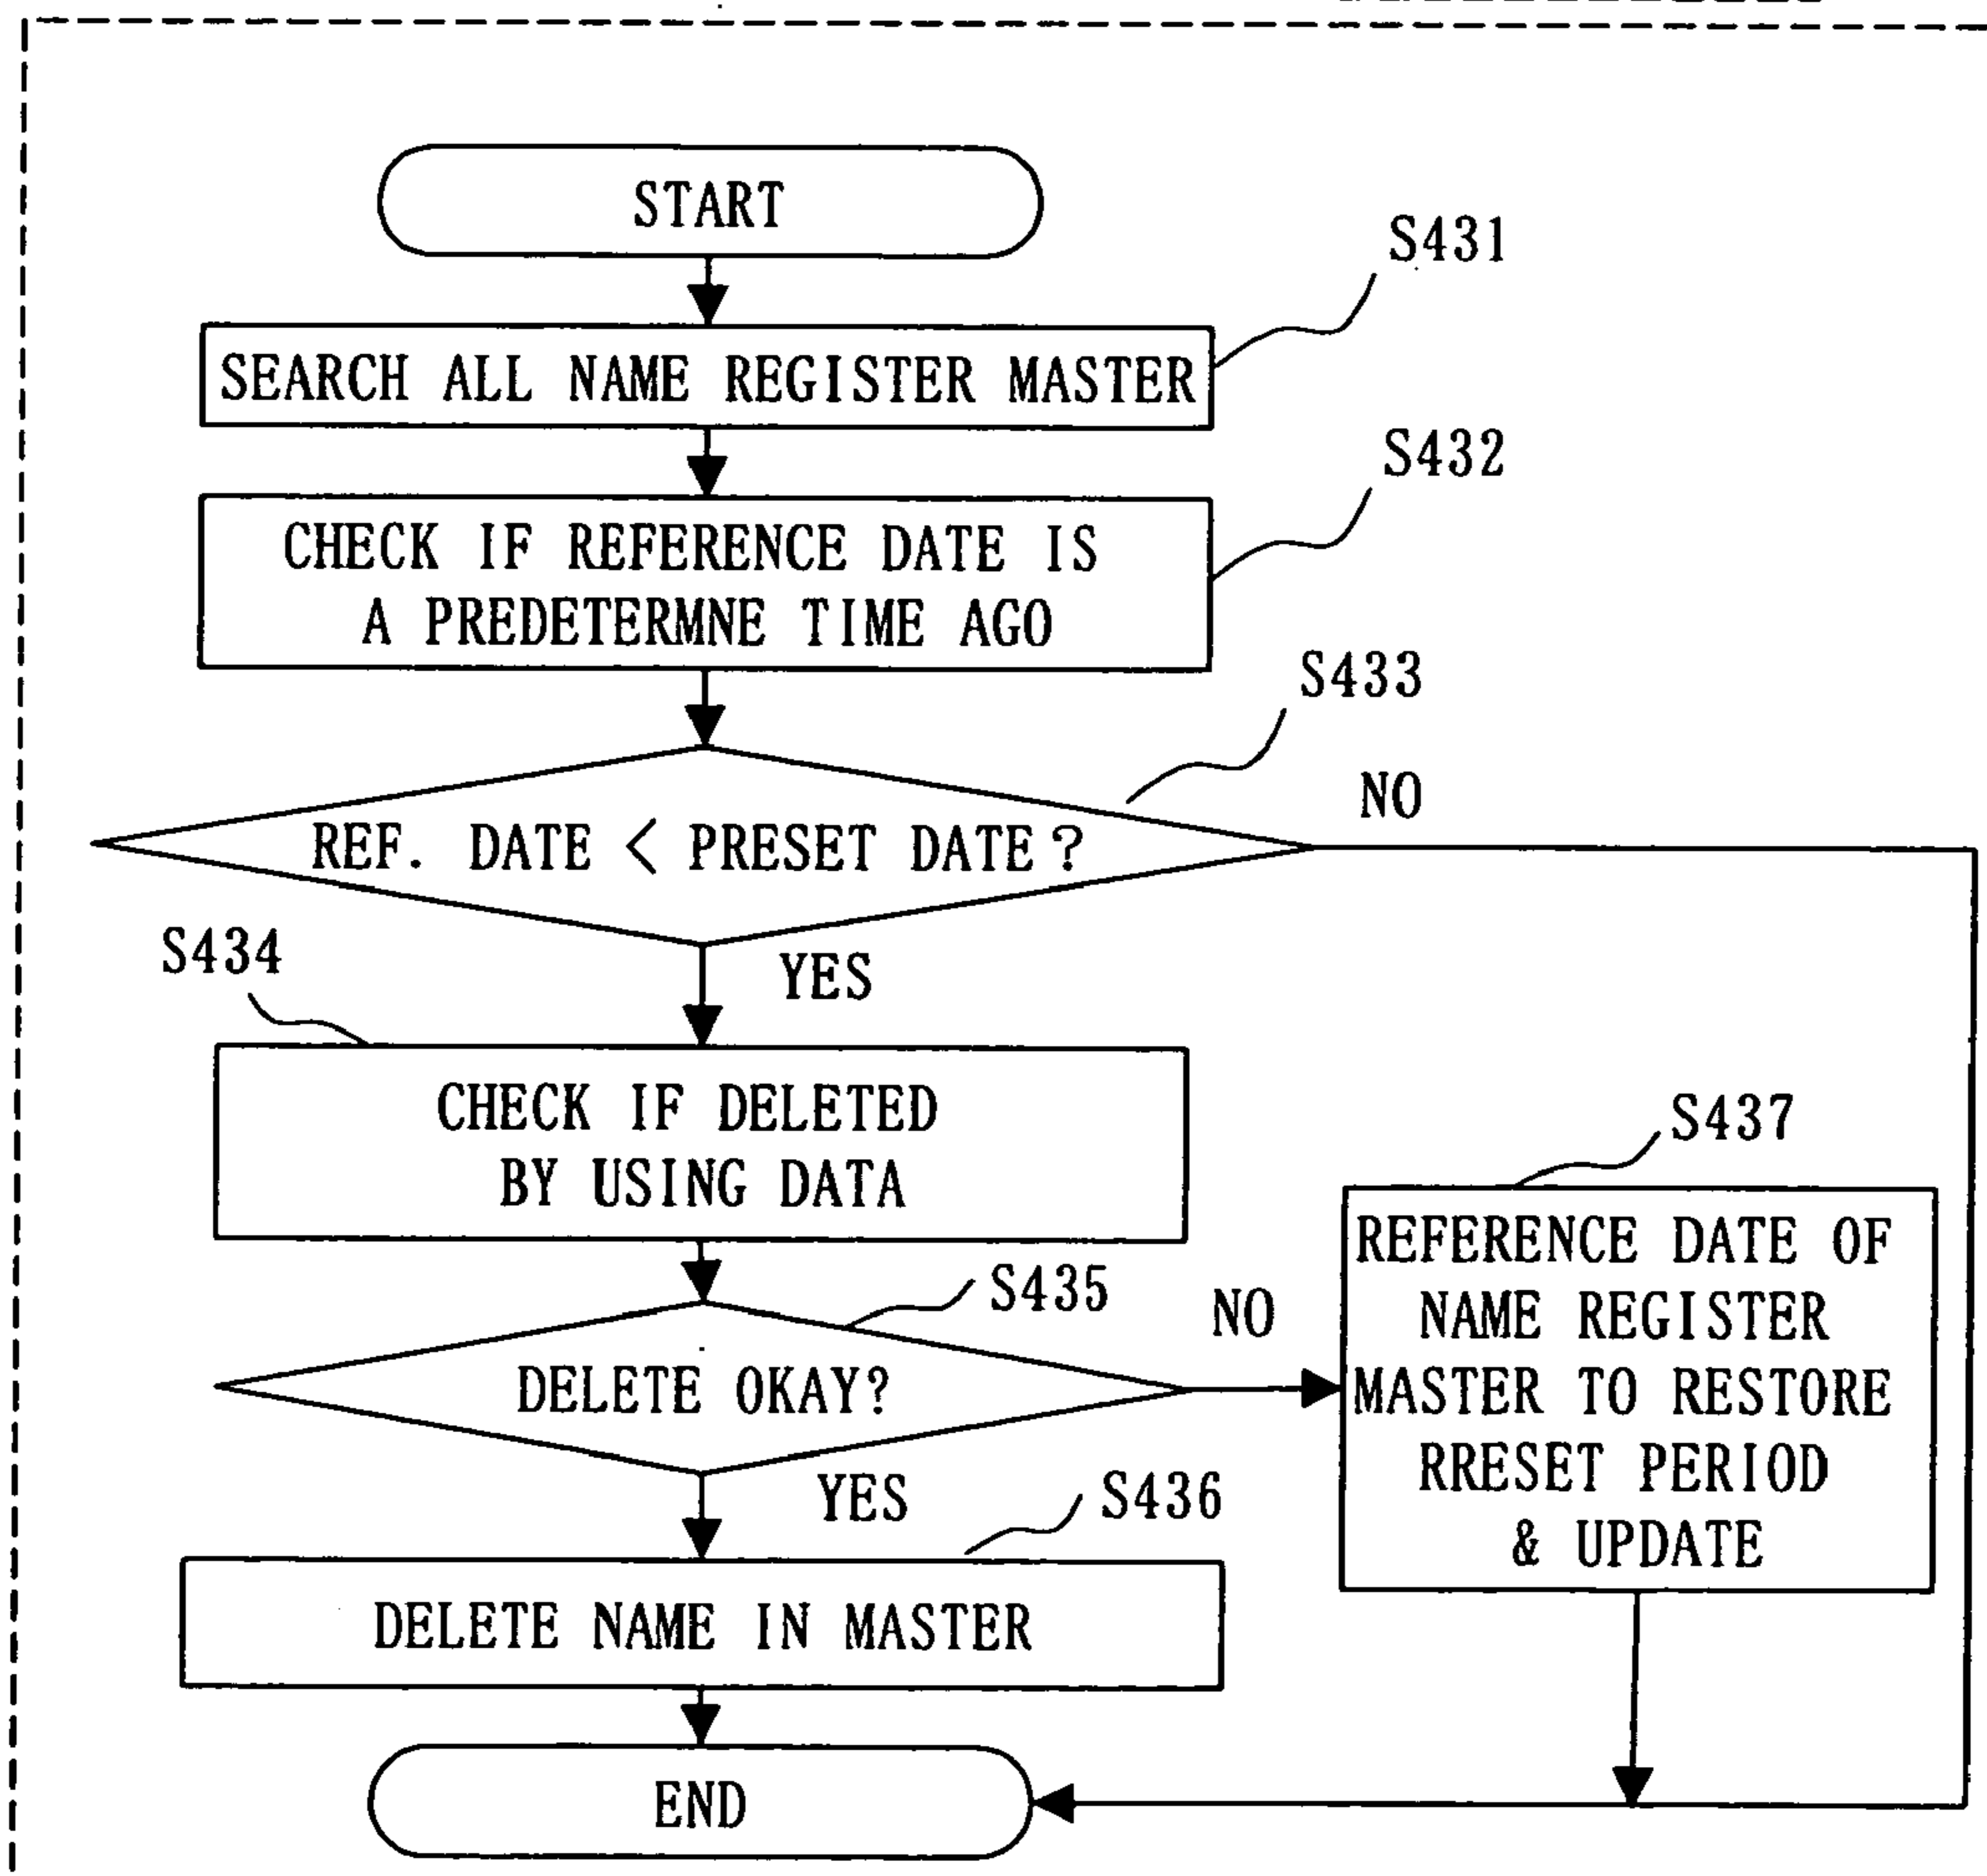 START
S431
SEARCH ALL NAME REGISTER MASTER
S432
CHECK IF REFERENCE DATE IS
A PREDETERMNE TIME AGO
S433
NO
REF. DATE < PRESET DATE?
YES
S434
CHECK IF DELETED
BY USING DATA
S437
REFERENCE DATE OF
NAME REGISTER
MASTER TO RESTORE
RRESET PERIOD
& UPDATE
S435
NO
DELETE OKAY?
YES
S436
DELETE NAME IN MASTER
END